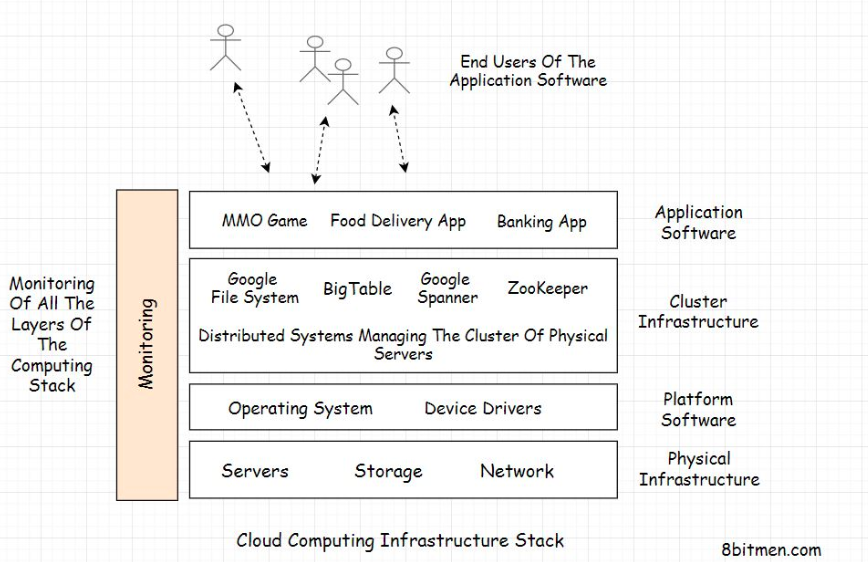 End Users Of The
Application Software
MMO Game Food Delivery App Banking App
Application
Software
Monitoring
Of All The
Layers Of
The
Computing
Stack
Monitoring
Google
File System
BigTable
Google
Spanner
ZooKeeper
Distributed Systems Managing The Cluster Of Physical
Servers
Cluster
Infrastructure
Operating System Device Drivers
Platform
Software
Servers Storage Network
Physical
Infrastructure
Cloud Computing Infrastructure Stack
8bitmen.com